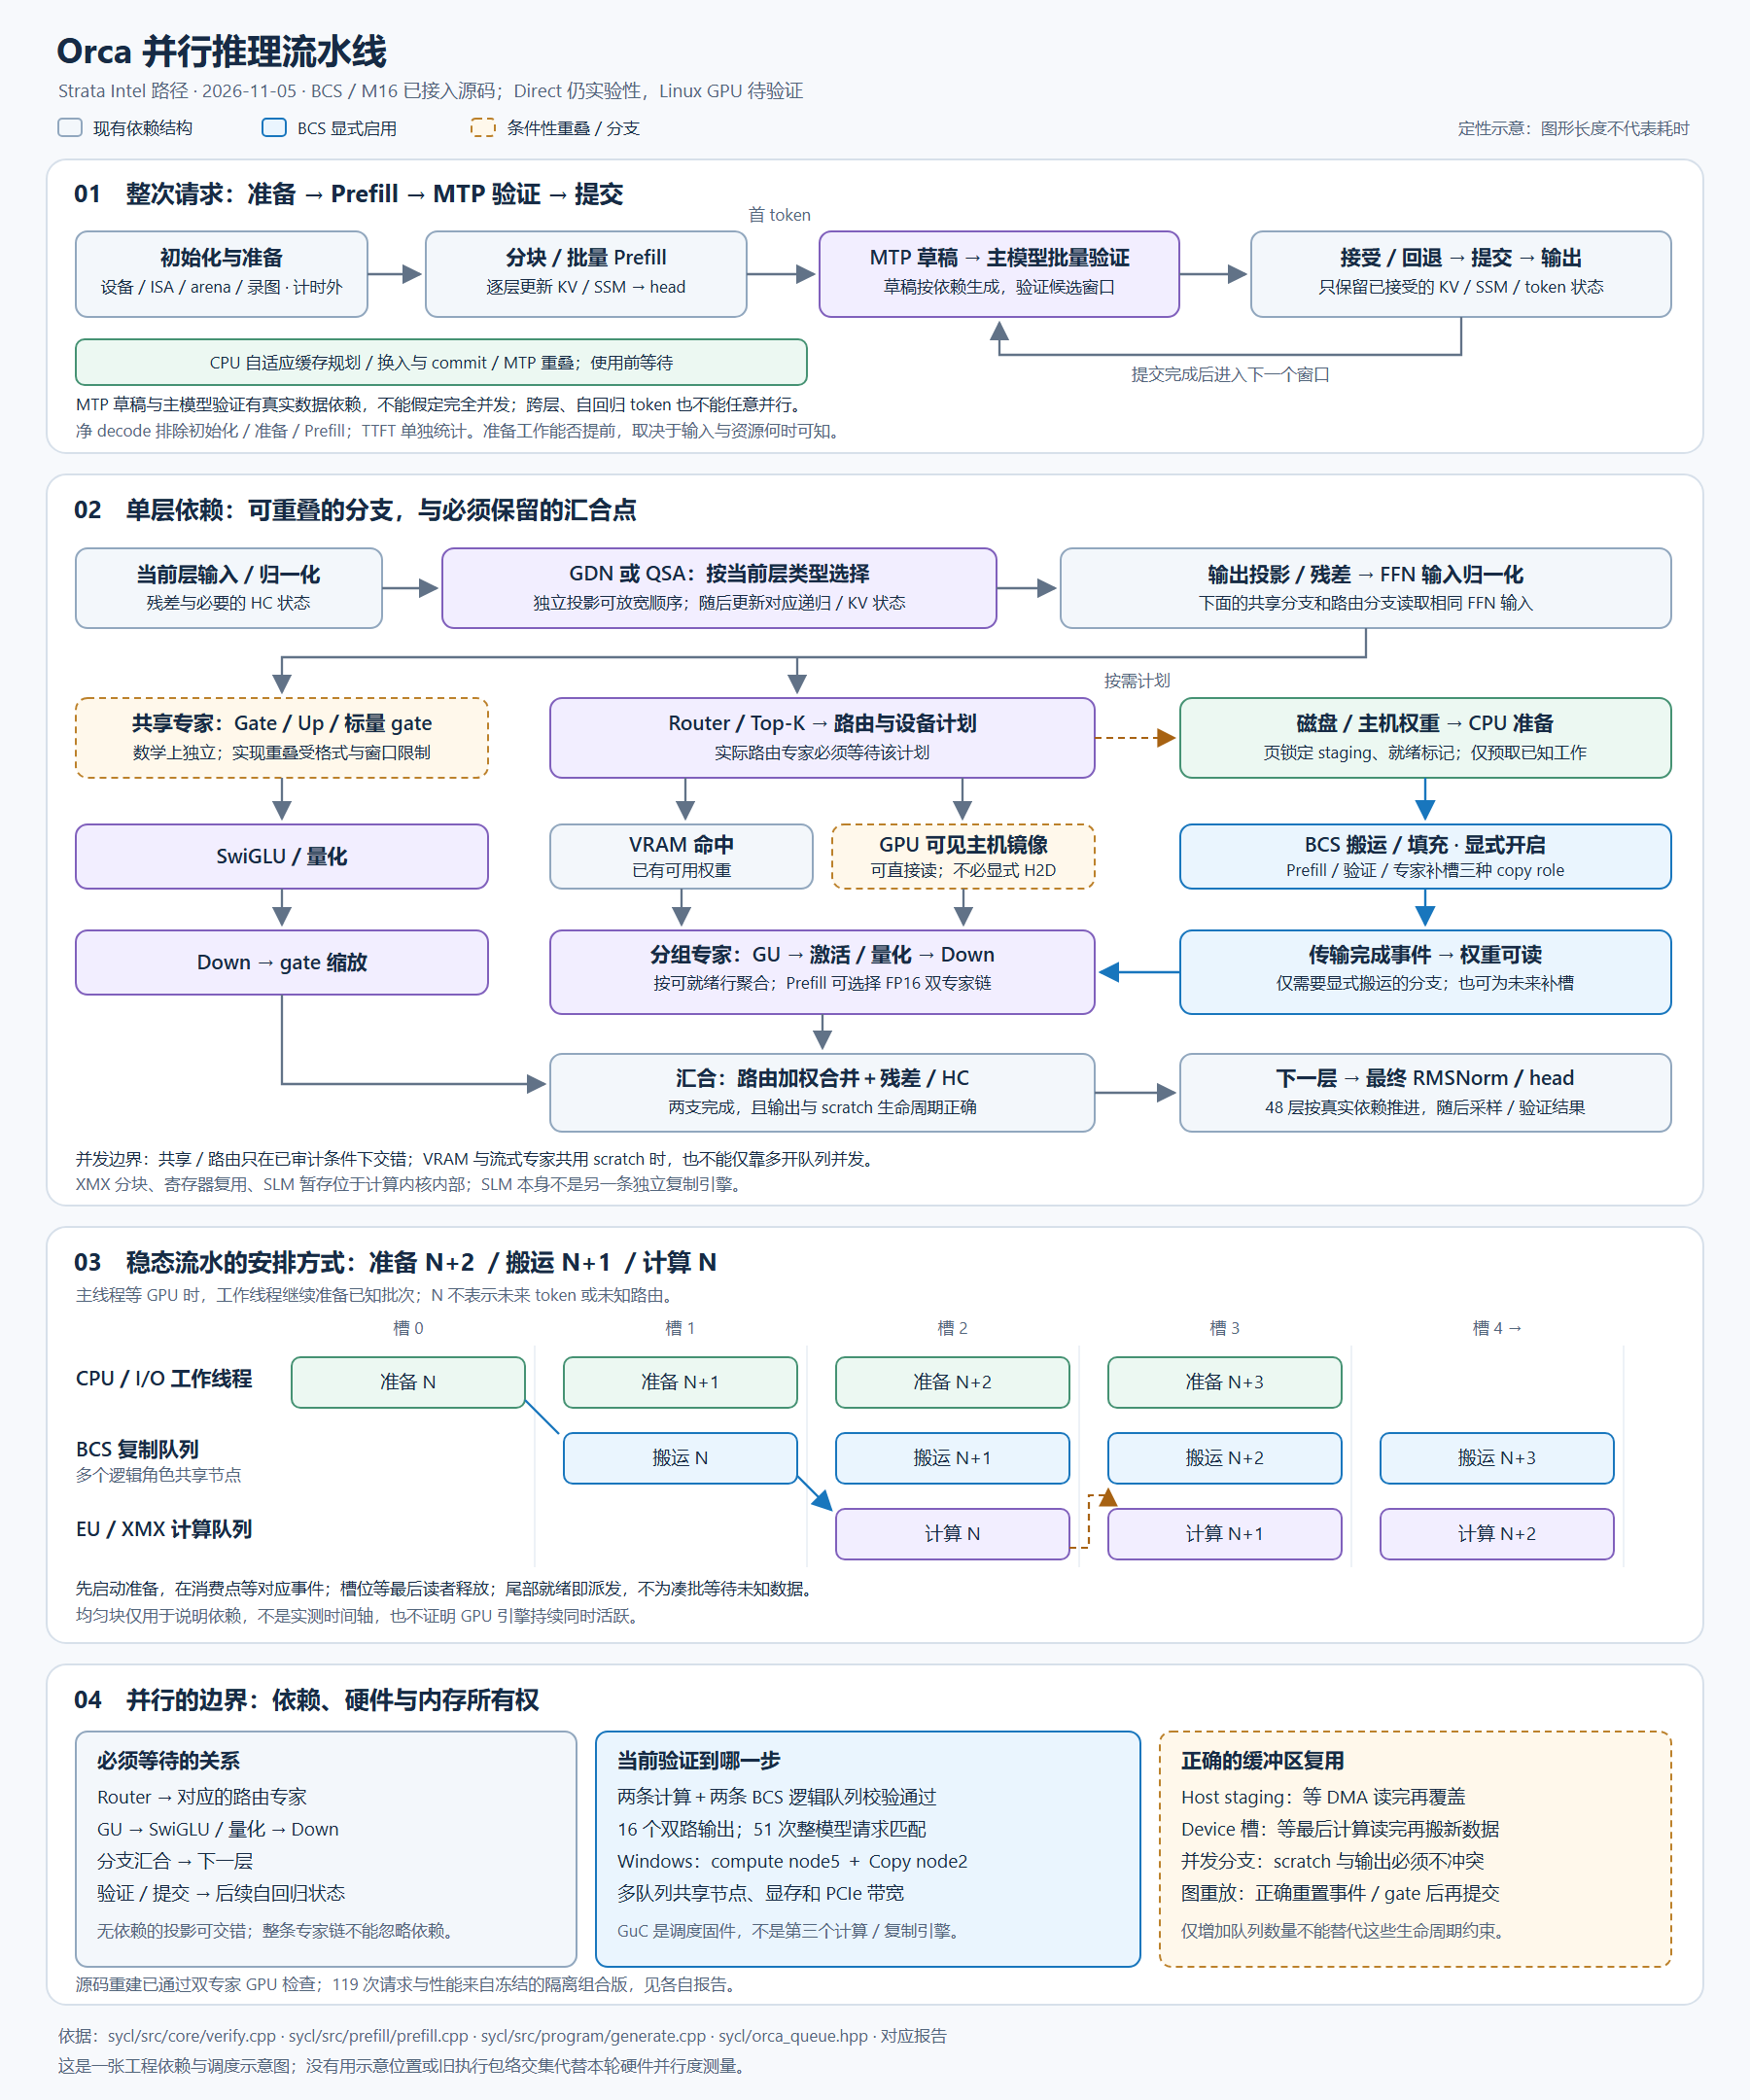 Orca 并行推理流水线
Strata Intel 路径 · 2026-11-05 · BCS / M16 已接入源码；Direct 仍实验性，Linux GPU 待验证
现有依赖结构
BCS 显式启用
条件性重叠 / 分支
定性示意：图形长度不代表耗时
01 整次请求：准备 → Prefill → MTP 验证 → 提交
首 token
初始化与准备
设备 / ISA / arena / 录图 · 计时外
分块 / 批量 Prefill
逐层更新 KV / SSM → head
MTP 草稿 → 主模型批量验证
草稿按依赖生成，验证候选窗口
接受 / 回退 → 提交 → 输出
只保留已接受的 KV / SSM / token 状态
CPU 自适应缓存规划 / 换入与 commit / MTP 重叠；使用前等待
提交完成后进入下一个窗口
MTP 草稿与主模型验证有真实数据依赖，不能假定完全并发；跨层、自回归 token 也不能任意并行。
净 decode 排除初始化 / 准备 / Prefill；TTFT 单独统计。准备工作能否提前，取决于输入与资源何时可知。
02 单层依赖：可重叠的分支，与必须保留的汇合点
当前层输入 / 归一化
残差与必要的 HC 状态
GDN 或 QSA：按当前层类型选择
独立投影可放宽顺序；随后更新对应递归 / KV 状态
输出投影 / 残差 → FFN 输入归一化
下面的共享分支和路由分支读取相同 FFN 输入
按需计划
共享专家：Gate / Up / 标量 gate
数学上独立；实现重叠受格式与窗口限制
Router / Top-K → 路由与设备计划
实际路由专家必须等待该计划
磁盘 / 主机权重 → CPU 准备
页锁定 staging、就绪标记；仅预取已知工作
SwiGLU / 量化
VRAM 命中
已有可用权重
GPU 可见主机镜像
可直接读；不必显式 H2D
BCS 搬运 / 填充 · 显式开启
Prefill / 验证 / 专家补槽三种 copy role
Down → gate 缩放
分组专家：GU → 激活 / 量化 → Down
按可就绪行聚合；Prefill 可选择 FP16 双专家链
传输完成事件 → 权重可读
仅需要显式搬运的分支；也可为未来补槽
汇合：路由加权合并 + 残差 / HC
两支完成，且输出与 scratch 生命周期正确
下一层 → 最终 RMSNorm / head
48 层按真实依赖推进，随后采样 / 验证结果
并发边界：共享 / 路由只在已审计条件下交错；VRAM 与流式专家共用 scratch 时，也不能仅靠多开队列并发。
XMX 分块、寄存器复用、SLM 暂存位于计算内核内部；SLM 本身不是另一条独立复制引擎。
03 稳态流水的安排方式：准备 N+2 / 搬运 N+1 / 计算 N
主线程等 GPU 时，工作线程继续准备已知批次；N 不表示未来 token 或未知路由。
槽 0
槽 1
槽 2
槽 3
槽 4 →
CPU / I/O 工作线程
准备 N
准备 N+1
准备 N+2
准备 N+3
BCS 复制队列
多个逻辑角色共享节点
搬运 N
搬运 N+1
搬运 N+2
搬运 N+3
EU / XMX 计算队列
计算 N
计算 N+1
计算 N+2
先启动准备，在消费点等对应事件；槽位等最后读者释放；尾部就绪即派发，不为凑批等待未知数据。
均匀块仅用于说明依赖，不是实测时间轴，也不证明 GPU 引擎持续同时活跃。
04 并行的边界：依赖、硬件与内存所有权
必须等待的关系
Router → 对应的路由专家
GU → SwiGLU / 量化 → Down
分支汇合 → 下一层
验证 / 提交 → 后续自回归状态
无依赖的投影可交错；整条专家链不能忽略依赖。
当前验证到哪一步
两条计算 + 两条 BCS 逻辑队列校验通过
16 个双路输出；51 次整模型请求匹配
Windows：compute node5 + Copy node2
多队列共享节点、显存和 PCIe 带宽
GuC 是调度固件，不是第三个计算 / 复制引擎。
正确的缓冲区复用
Host staging：等 DMA 读完再覆盖
Device 槽：等最后计算读完再搬新数据
并发分支：scratch 与输出必须不冲突
图重放：正确重置事件 / gate 后再提交
仅增加队列数量不能替代这些生命周期约束。
源码重建已通过双专家 GPU 检查；119 次请求与性能来自冻结的隔离组合版，见各自报告。
依据：sycl/src/core/verify.cpp · sycl/src/prefill/prefill.cpp · sycl/src/program/generate.cpp · sycl/orca_queue.hpp · 对应报告
这是一张工程依赖与调度示意图；没有用示意位置或旧执行包络交集代替本轮硬件并行度测量。